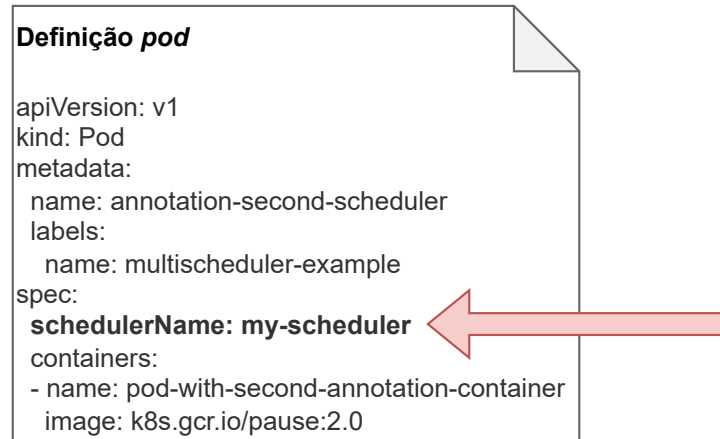 Definição pod
apiVersion: v1
kind: Pod
metadata:
  name: annotation-second-scheduler
  labels:
    name: multischeduler-example
spec:
  schedulerName: my-scheduler
  containers:
  - name: pod-with-second-annotation-container
    image: k8s.gcr.io/pause:2.0